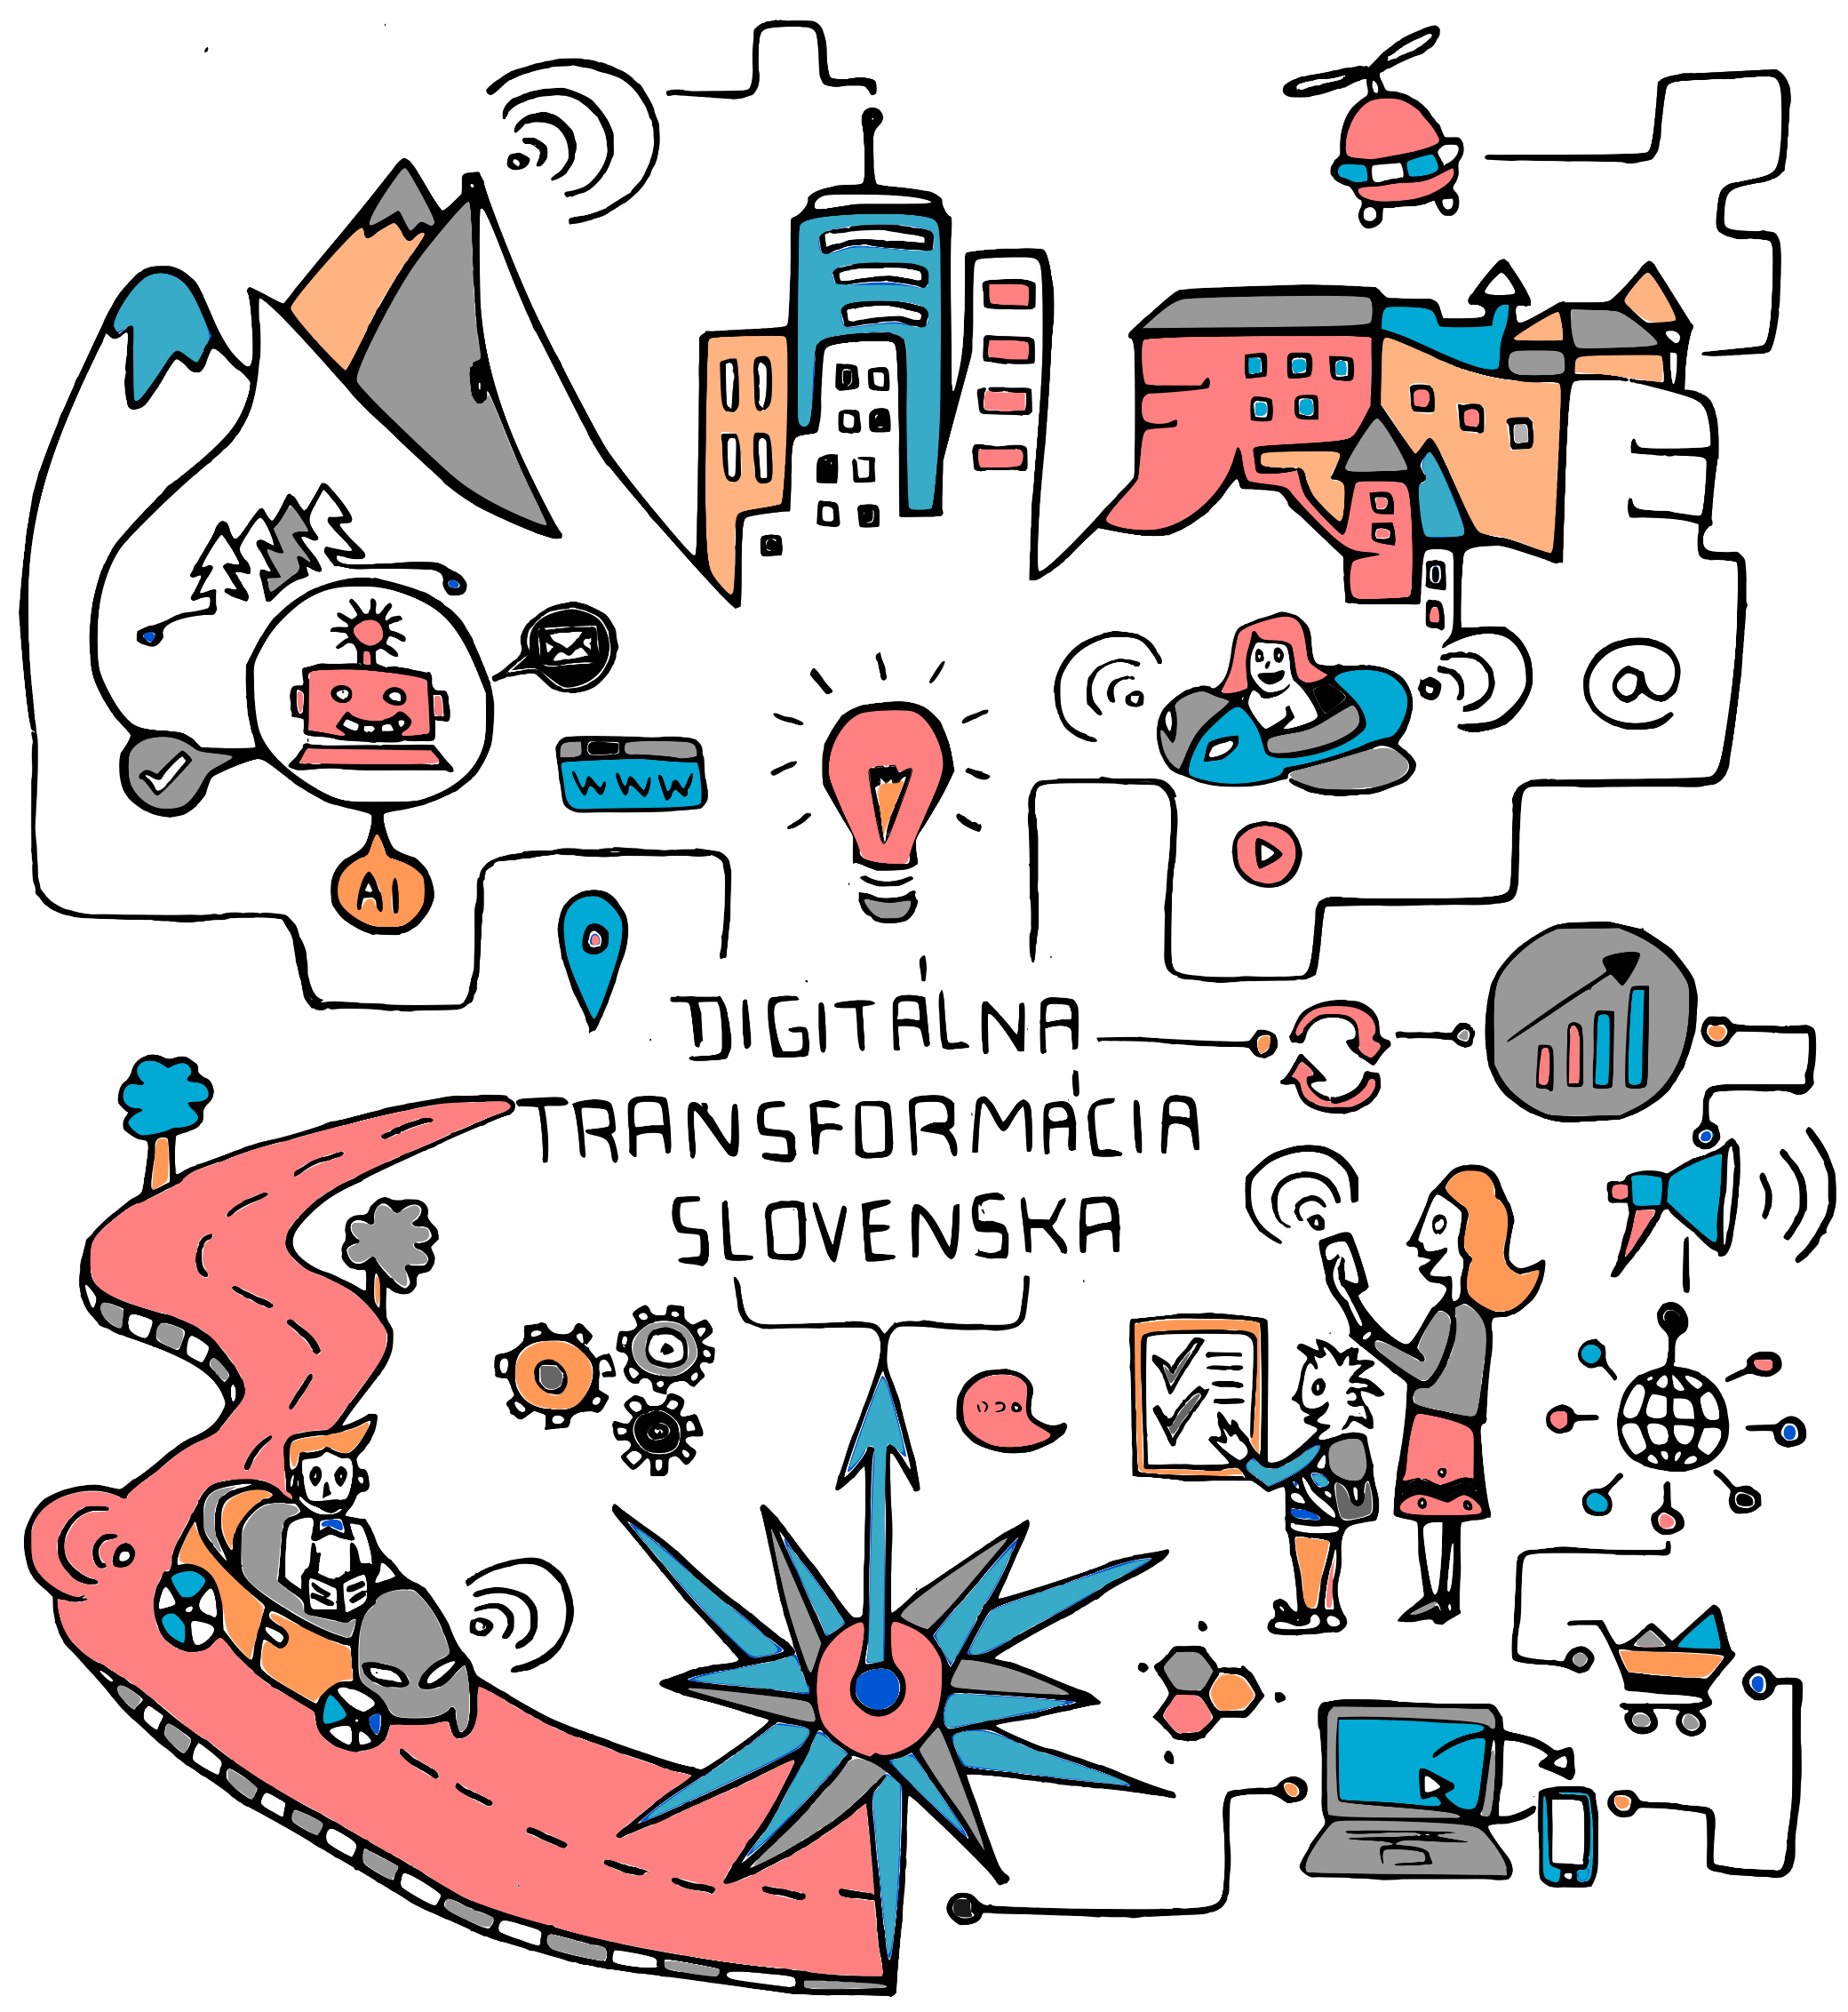 @
WWW
AI
DIGITÁLNA
TRANSFORMÁCIA
SLOVENSKA